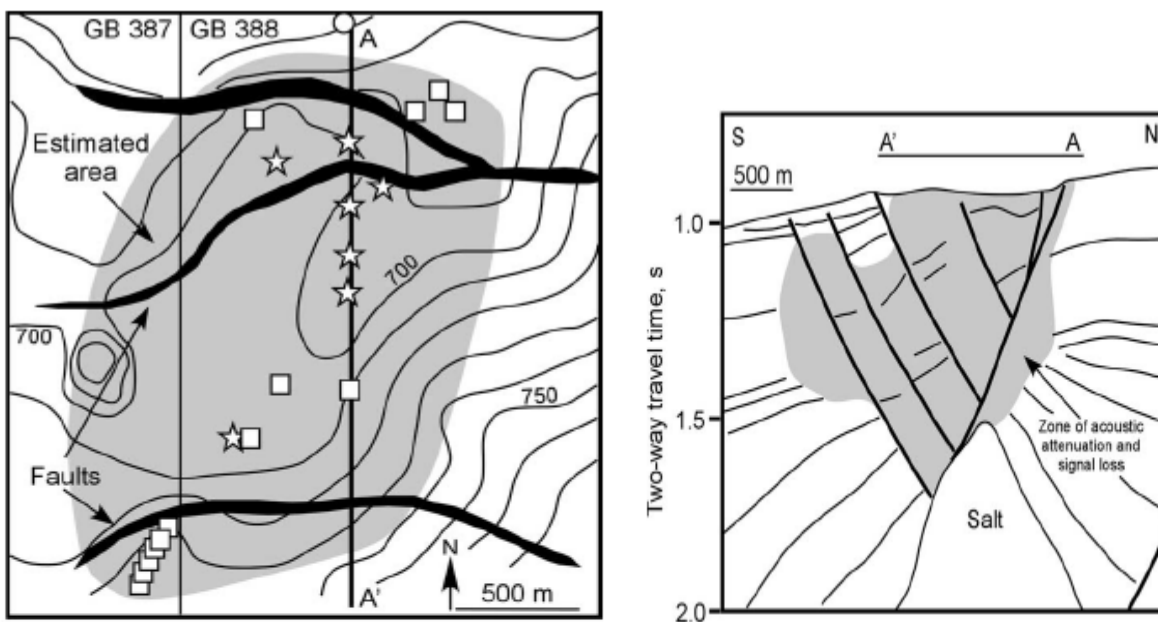 GB 387 GB 388
A
Estimated
area
700
700
750
Faults
N
A'
500 m
S
A'
A
N
500 m
1.0
1.5
2.0
Two-way travel time, s
Zone of acoustic
attenuation and
signal loss
Salt